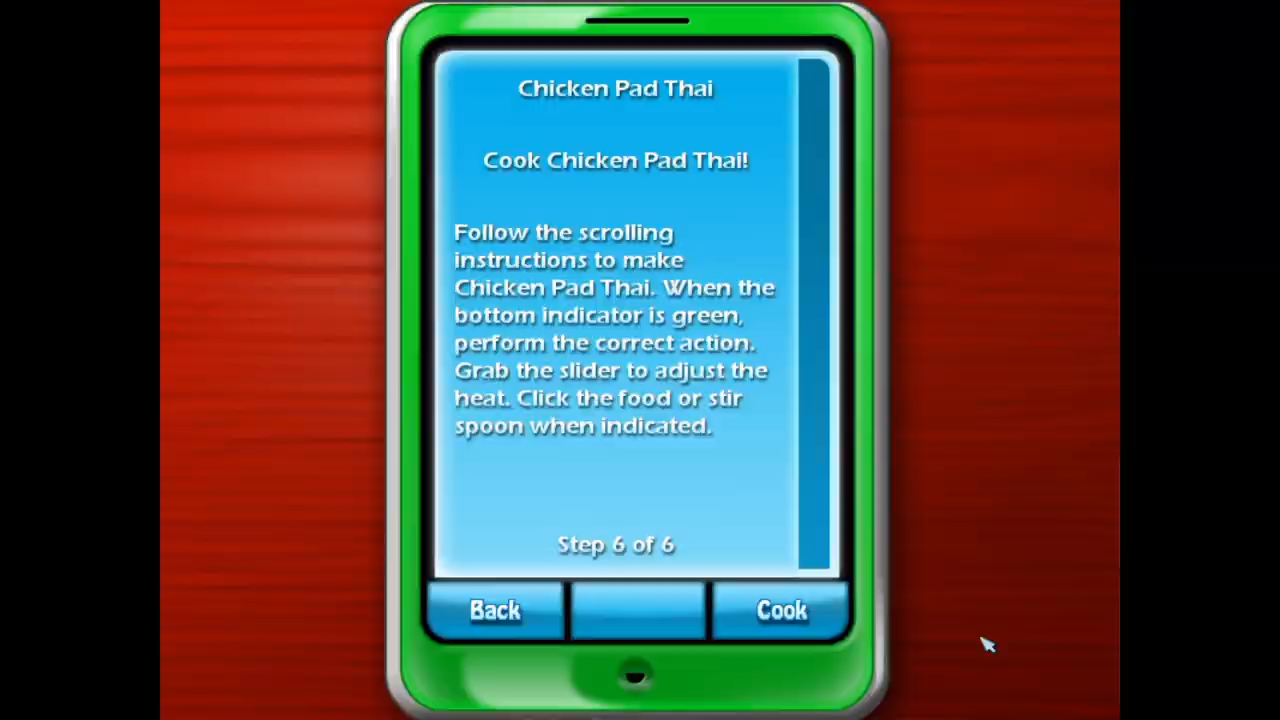 Chicken Pad Thai
Cook Chicken Pad Thai!
Follow the scrolling
instructions to make
Chicken Pad Thai. When the
bottom indicator is green,
perform the correct action.
Grab the slider to adjust the
heat. Click the food or stir
spoon when indicated.
Step 6 of 6
Back
Cook